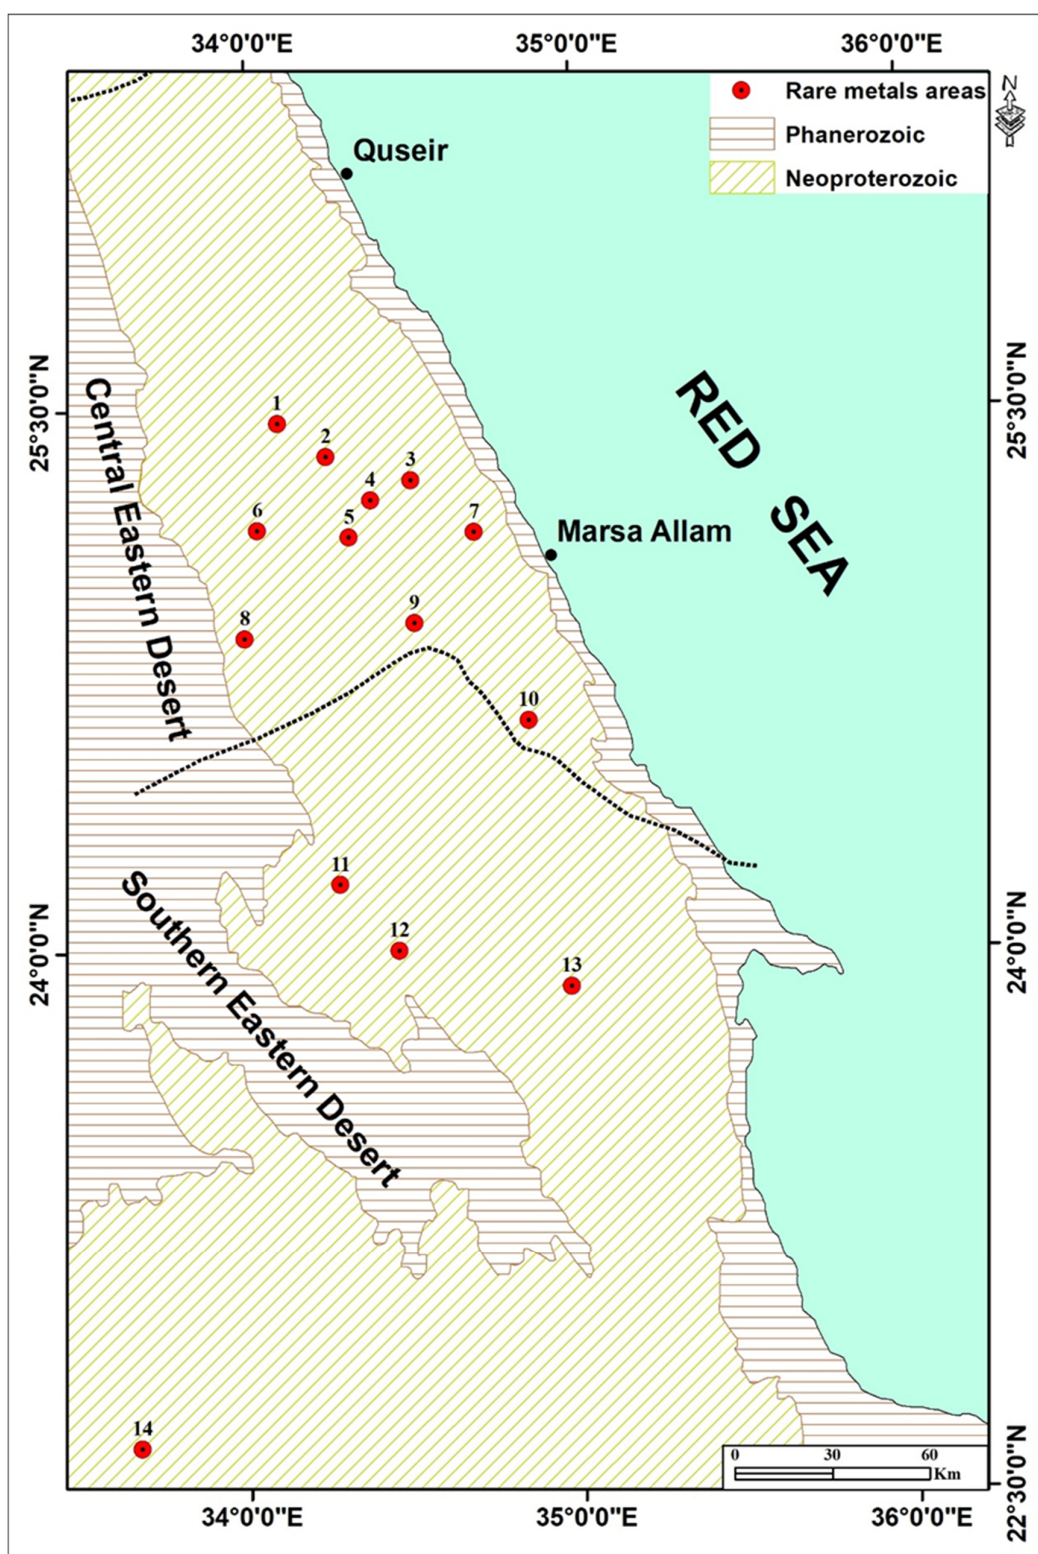 34°0'0"E 35°0'0"E 36°0'0"E
N
Rare metals areas
Phanerozoic
Neoproterozoic
Quseir
25°30'0"N
25°30'0"N
RED SEA
Central Eastern Desert
1
2
3
4
5
6
7
Marsa Allam
8
9
10
11
12
13
24°0'0"N
24°0'0"N
Southern Eastern Desert
14
0 30 60
Km
22°30'0"N
34°0'0"E 35°0'0"E 36°0'0"E